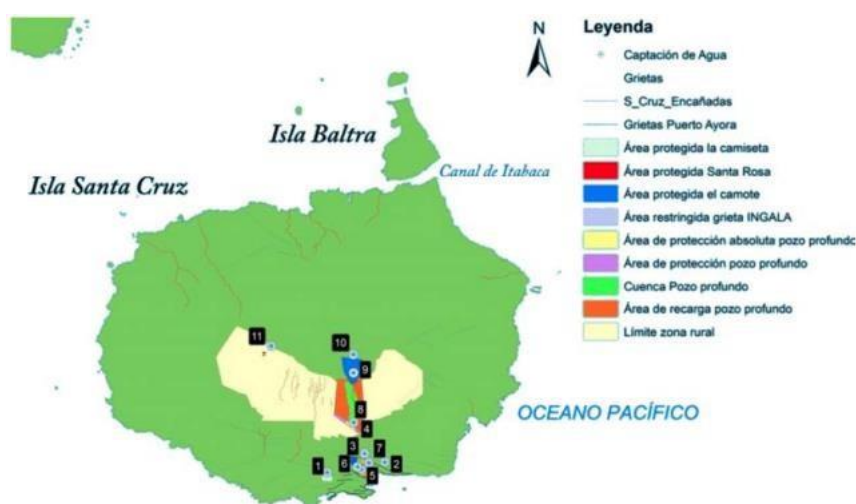 N
Isla Baltra
Canal de Itabaca
Isla Santa Cruz
11
10
9
8
4
3
7
1
6
2
5
OCEANO PACÍFICO
Leyenda
Captación de Agua
Grietas
S_Cruz_Encañadas
Grietas Puerto Ayora
Área protegida la camiseta
Área protegida Santa Rosa
Área protegida el camote
Área restringida grieta INGALA
Área de protección absoluta pozo profundo
Área de protección pozo profundo
Cuenca Pozo profundo
Área de recarga pozo profundo
Límite zona rural